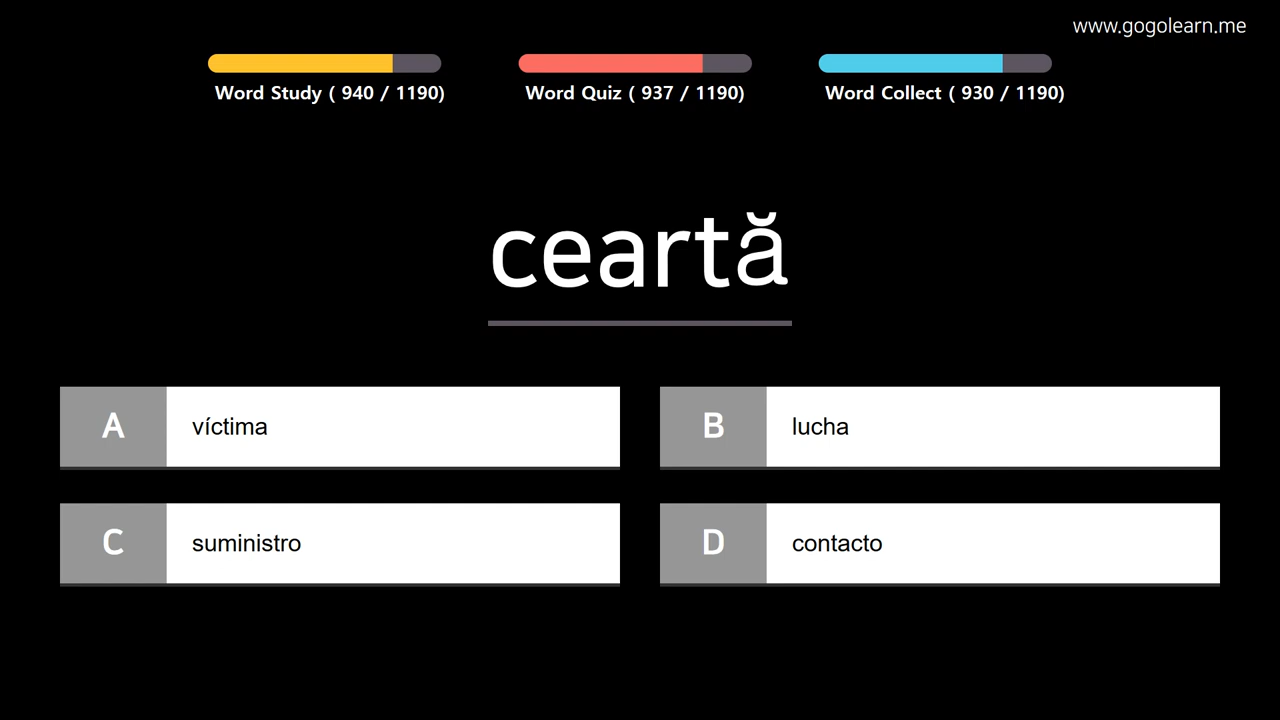 www.gogolearn.me
Word Study ( 940 / 1190)
Word Quiz ( 937 / 1190)
Word Collect ( 930 / 1190)
ceartă
A víctima
B lucha
C suministro
D contacto